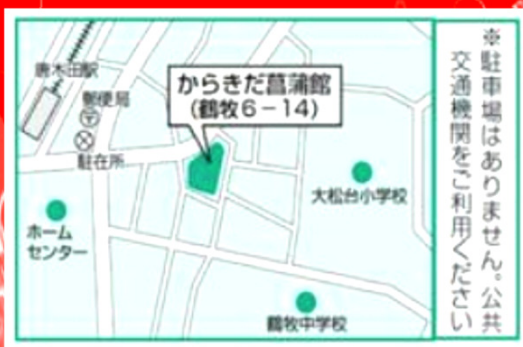 唐木田駅
からきだ菖蒲館
(鶴牧6－14)
郵便局
駐在所
大松台小学校
ホーム
センター
鶴牧中学校
※駐車場はありません。公共
交通機関をご利用ください